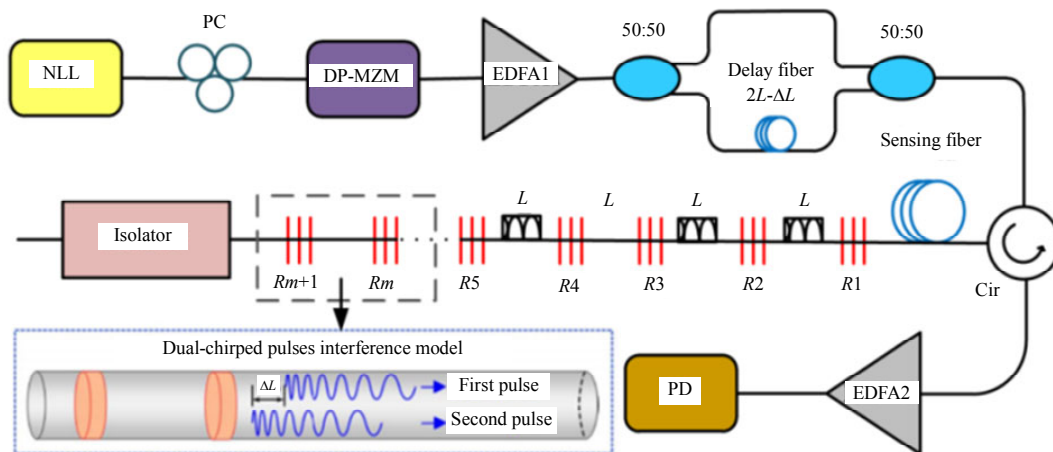 PC
50:50
50:50
NLL
DP-MZM
EDFA1
Delay fiber
2L-ΔL
Sensing fiber
L
L
L
L
Isolator
Rm+1
Rm
R5
R4
R3
R2
R1
Cir
Dual-chirped pulses interference model
ΔL
First pulse
Second pulse
PD
EDFA2